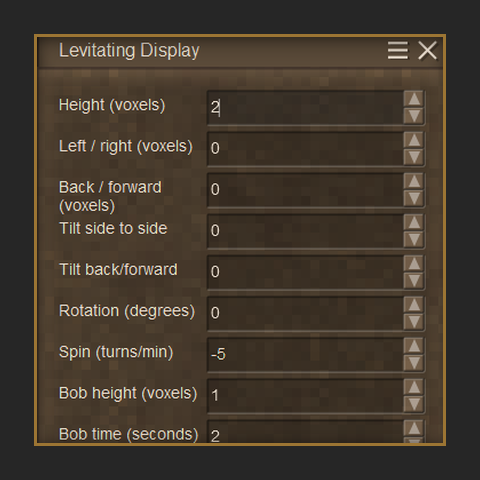 Levitating Display
Height (voxels) 2
Left / right (voxels) 0
Back / forward
(voxels) 0
Tilt side to side 0
Tilt back/forward 0
Rotation (degrees) 0
Spin (turns/min) -5
Bob height (voxels) 1
Bob time (seconds) 2